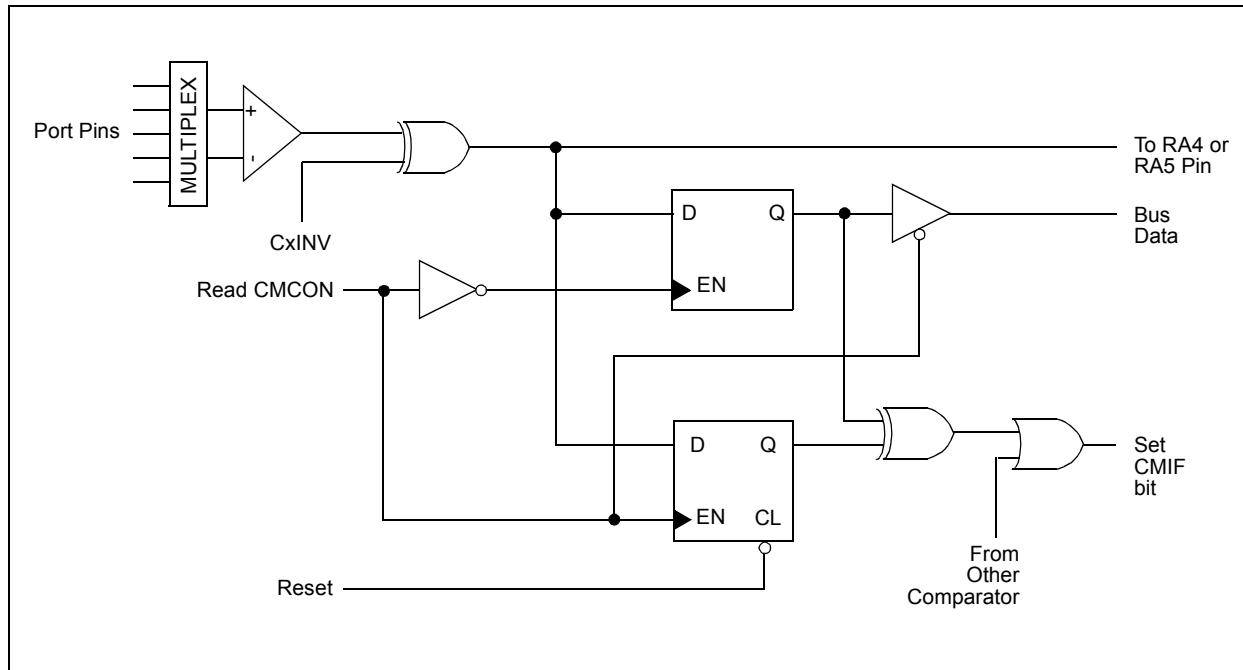 MULTIPLEX
+
-
Port Pins
CxINV
To RA4 or
RA5 Pin
D
Q
EN
Bus
Data
Read CMCON
D
Q
EN
CL
Set
CMIF
bit
From
Other
Comparator
Reset